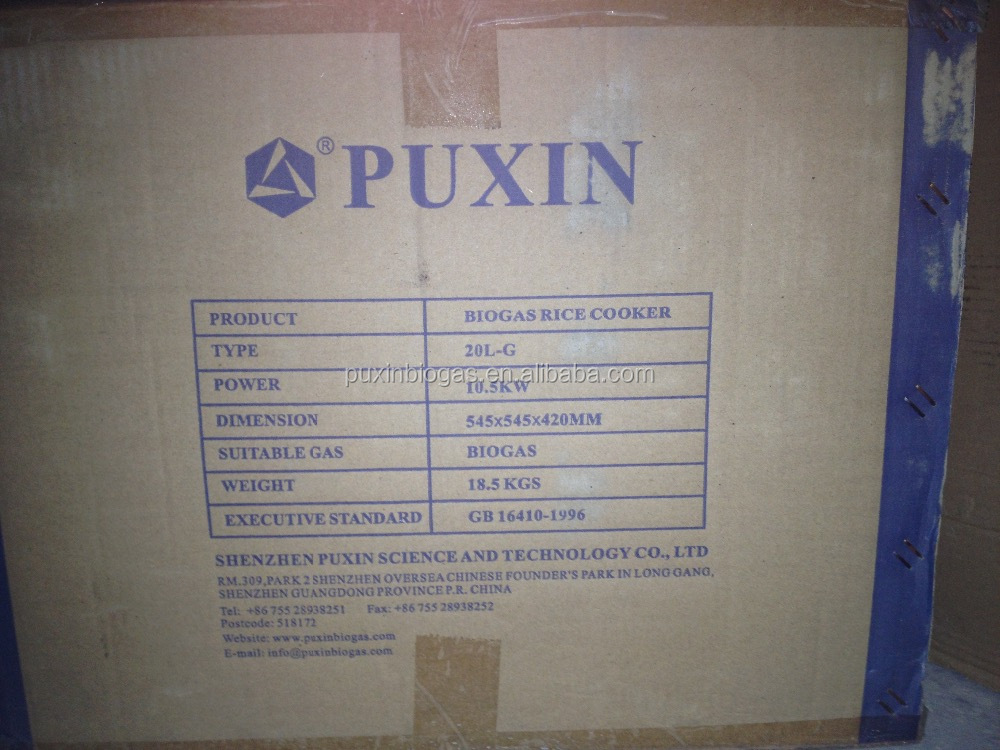 ® PUXIN
PRODUCT BIOGAS RICE COOKER
TYPE 20L-G
puxinbiogas.en.alibaba.com
POWER 10.5KW
DIMENSION 545x545x420MM
SUITABLE GAS BIOGAS
WEIGHT 18.5 KGS
EXECUTIVE STANDARD GB 16410-1996
SHENZHEN PUXIN SCIENCE AND TECHNOLOGY CO., LTD
RM.309,PARK 2 SHENZHEN OVERSEA CHINESE FOUNDER'S PARK IN LONG GANG,
SHENZHEN GUANGDONG PROVINCE P.R. CHINA
Tel: +86 755 28938251 Fax: +86 755 28938252
Postcode: 518172
Website: www.puxinbiogas.com
E-mail: info@puxinbiogas.com